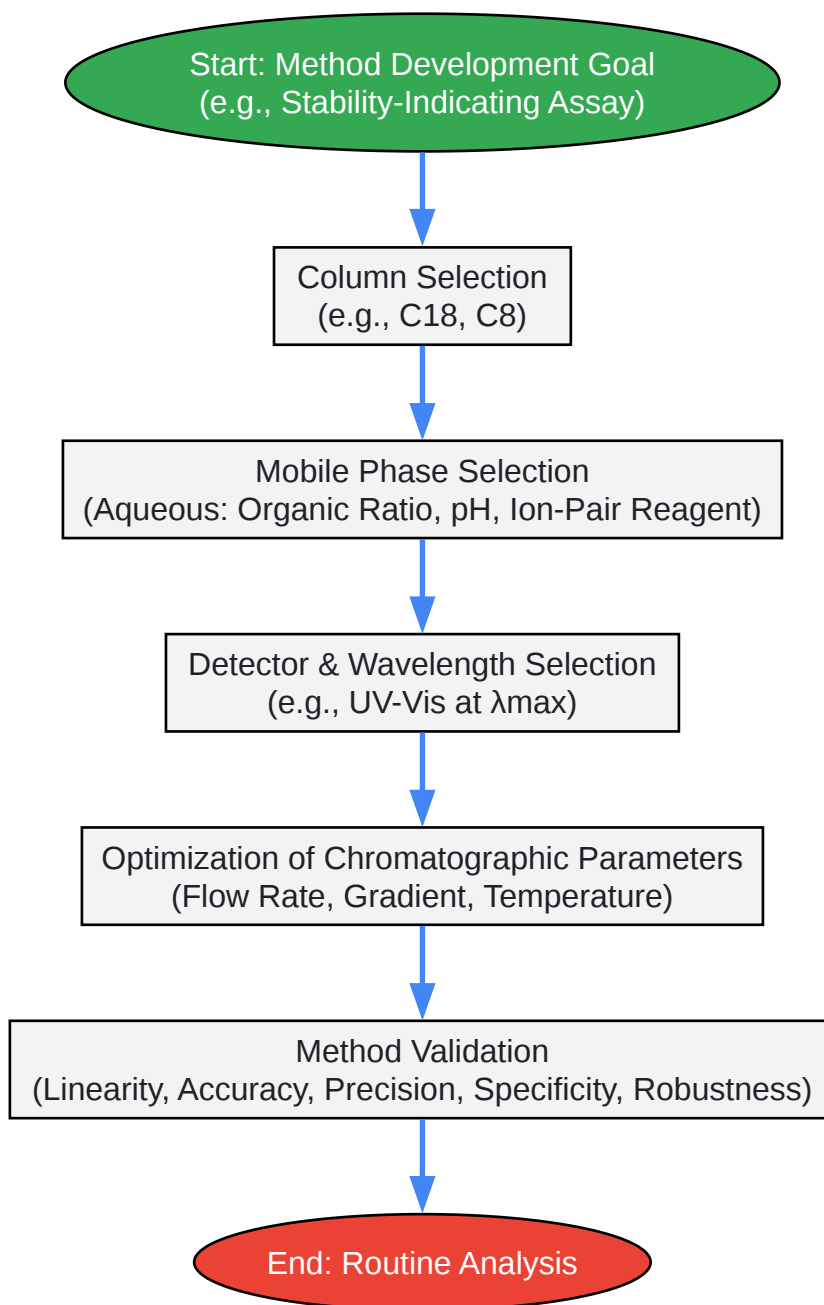 Start: Method Development Goal
(e.g., Stability-Indicating Assay)
Column Selection
(e.g., C18, C8)
Mobile Phase Selection
(Aqueous: Organic Ratio, pH, Ion-Pair Reagent)
Detector & Wavelength Selection
(e.g., UV-Vis at λmax)
Optimization of Chromatographic Parameters
(Flow Rate, Gradient, Temperature)
Method Validation
(Linearity, Accuracy, Precision, Specificity, Robustness)
End: Routine Analysis